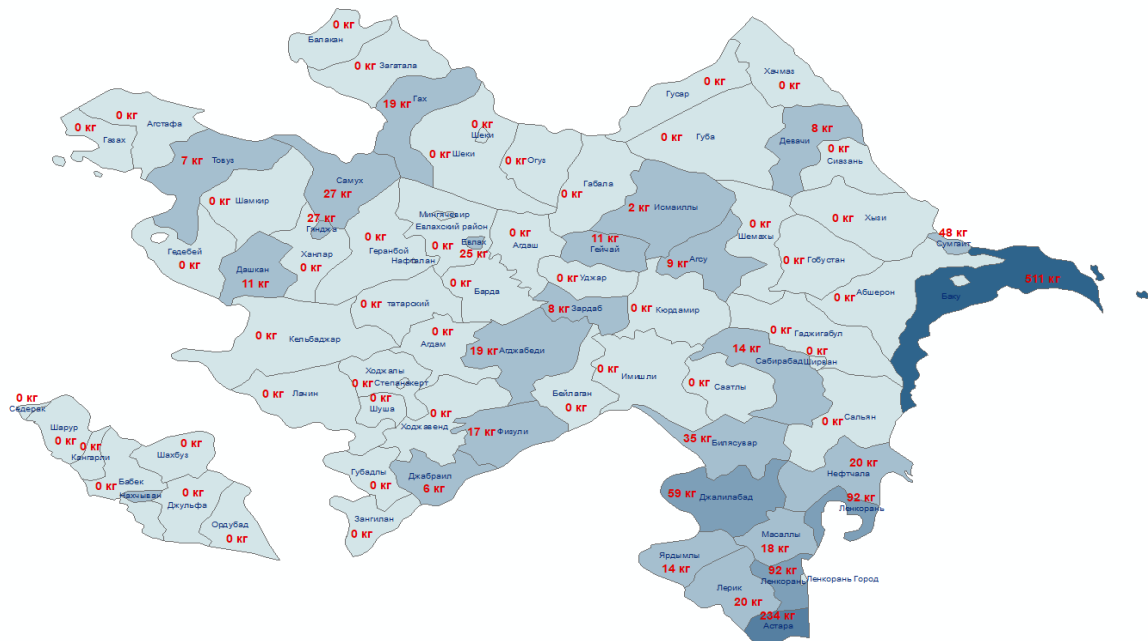 0 кг
Балакан
0 кг Загатала
19 кг Гах
0 кг
Агстафа
0 кг
Газах
7 кг Товуз
0 кг
Шеки
0 кг Шеки
0 кг Огуз
Габала
0 кг
Гусар
0 кг
Хачмаз
0 кг
0 кг Губа
8 кг
Девачи
0 кг
Сиазань
Самух
27 кг
27 кг
Гянджа
0 кг Шамкир
Гедебей
0 кг
Дашкан
11 кг
Ханлар
0 кг
0 кг
Геранбой
Нафталан
Мингячевир
Евлахский район
0 кг
Евлах
25 кг
0 кг
Агдаш
2 кг Исмаиллы
11 кг
Гейчай
9 кг Агсу
0 кг
Шемахы
0 кг Хызи
0 кг Гобустан
48 кг
Сумгаит
511 кг
Баку
Абшерон
0 кг
0 кг
Барда
0 кг Уджар
8 кг Зардаб
0 кг
Кюрдамир
0 кг татарский
0 кг
Кельбаджар
0 кг
Агдам
19 кг Агджабеди
0 кг
Гаджигабул
14 кг
Сабирабад
0 кг
Ширван
0 кг
Имишли
0 кг
Саатлы
0 кг Лачин
Ходжалы
0 кг Степанакерт
0 кг
Шуша
0 кг
Ходжавенд
Бейлаган
0 кг
17 кг Физули
Сальян
0 кг
35 кг Билясувар
20 кг
Нефтчала
0 кг
Седерак
Шарур
0 кг
0 кг
Кангарли
0 кг
Шахбуз
0 кг
Бабек
Нахчыван
0 кг
Джульфа
Ордубад
0 кг
Губадлы
0 кг
Джабраил
6 кг
Зангилан
0 кг
59 кг
Джалилабад
92 кг
Ленкорань
Масаллы
18 кг
Ярдымлы
14 кг
92 кг
Ленкорань
Ленкорань Город
Лерик
20 кг
234 кг
Астара